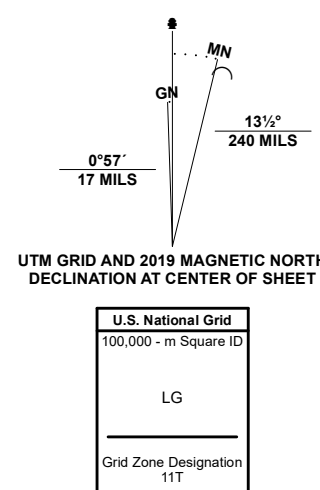 MN
GN
13½°
240 MILS
0°57´
17 MILS
UTM GRID AND 2019 MAGNETIC NORTH
DECLINATION AT CENTER OF SHEET
U.S. National Grid
100,000 - m Square ID
LG
Grid Zone Designation
11T